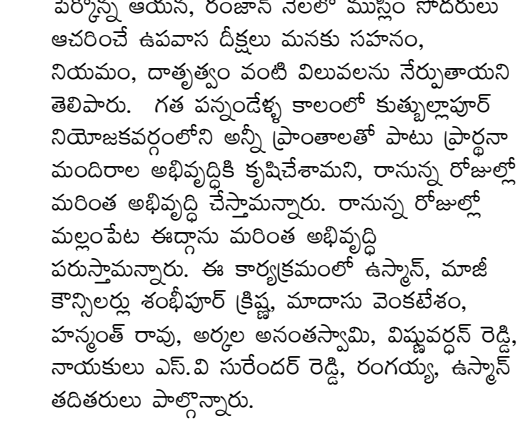 పేర్కొన్న ఆయన, రంజాన్ నెలలో ముస్లిం సోదరులు
ఆచరించే ఉపవాస దీక్షలు మనకు సహనం,
నియమం, దాతృత్వం వంటి విలువలను నేర్పుతాయని
తెలిపారు. గత పన్నండేళ్ళ కాలంలో కుత్బుల్లాపూర్
నియోజకవర్గంలోని అన్నీ ప్రాంతాలతో పాటు ప్రార్థనా
మందిరాల అభివృద్ధికి కృషిచేశామని, రానున్న రోజుల్లో
మరింత అభివృద్ధి చేస్తామన్నారు. రానున్న రోజుల్లో
మల్లంపేట ఈద్గాను మరింత అభివృద్ధి
పరుస్తామన్నారు. ఈ కార్యక్రమంలో ఉస్మాన్, మాజీ
కౌన్సిలర్లు శంభీపూర్ క్రిష్ణ, మాదాసు వెంకటేశం,
హన్మంత్ రావు, అర్కల అనంతస్వామి, విష్ణువర్ధన్ రెడ్డి,
నాయకులు ఎస్.వి సురేందర్ రెడ్డి, రంగయ్య, ఉస్మాన్
తదితరులు పాల్గొన్నారు.